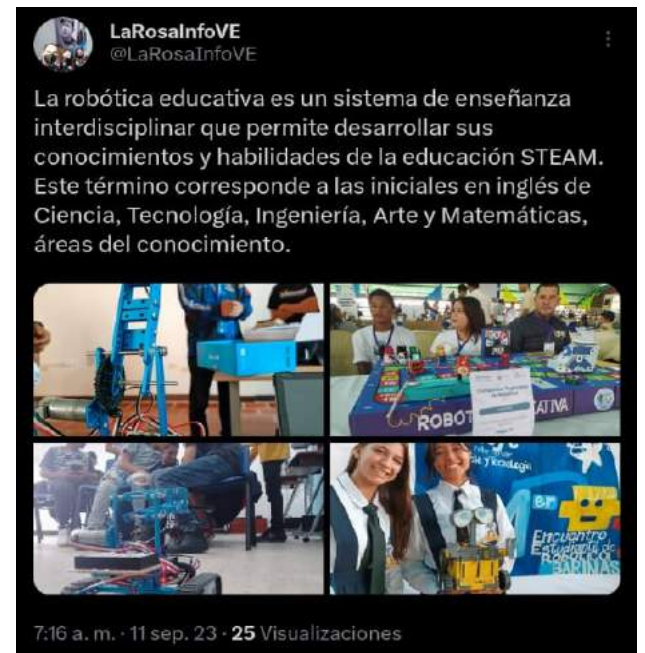 LaRosaInfoVE
@LaRosaInfoVE
La robótica educativa es un sistema de enseñanza
interdisciplinar que permite desarrollar sus
conocimientos y habilidades de la educación STEAM.
Este término corresponde a las iniciales en inglés de
Ciencia, Tecnología, Ingeniería, Arte y Matemáticas,
áreas del conocimiento.
ROBÓT
ATIVA
y Tecnología
Encuentro
Estudiantil de
Robótica
BARINAS
7:16 a. m. · 11 sep. 23 · 25 Visualizaciones